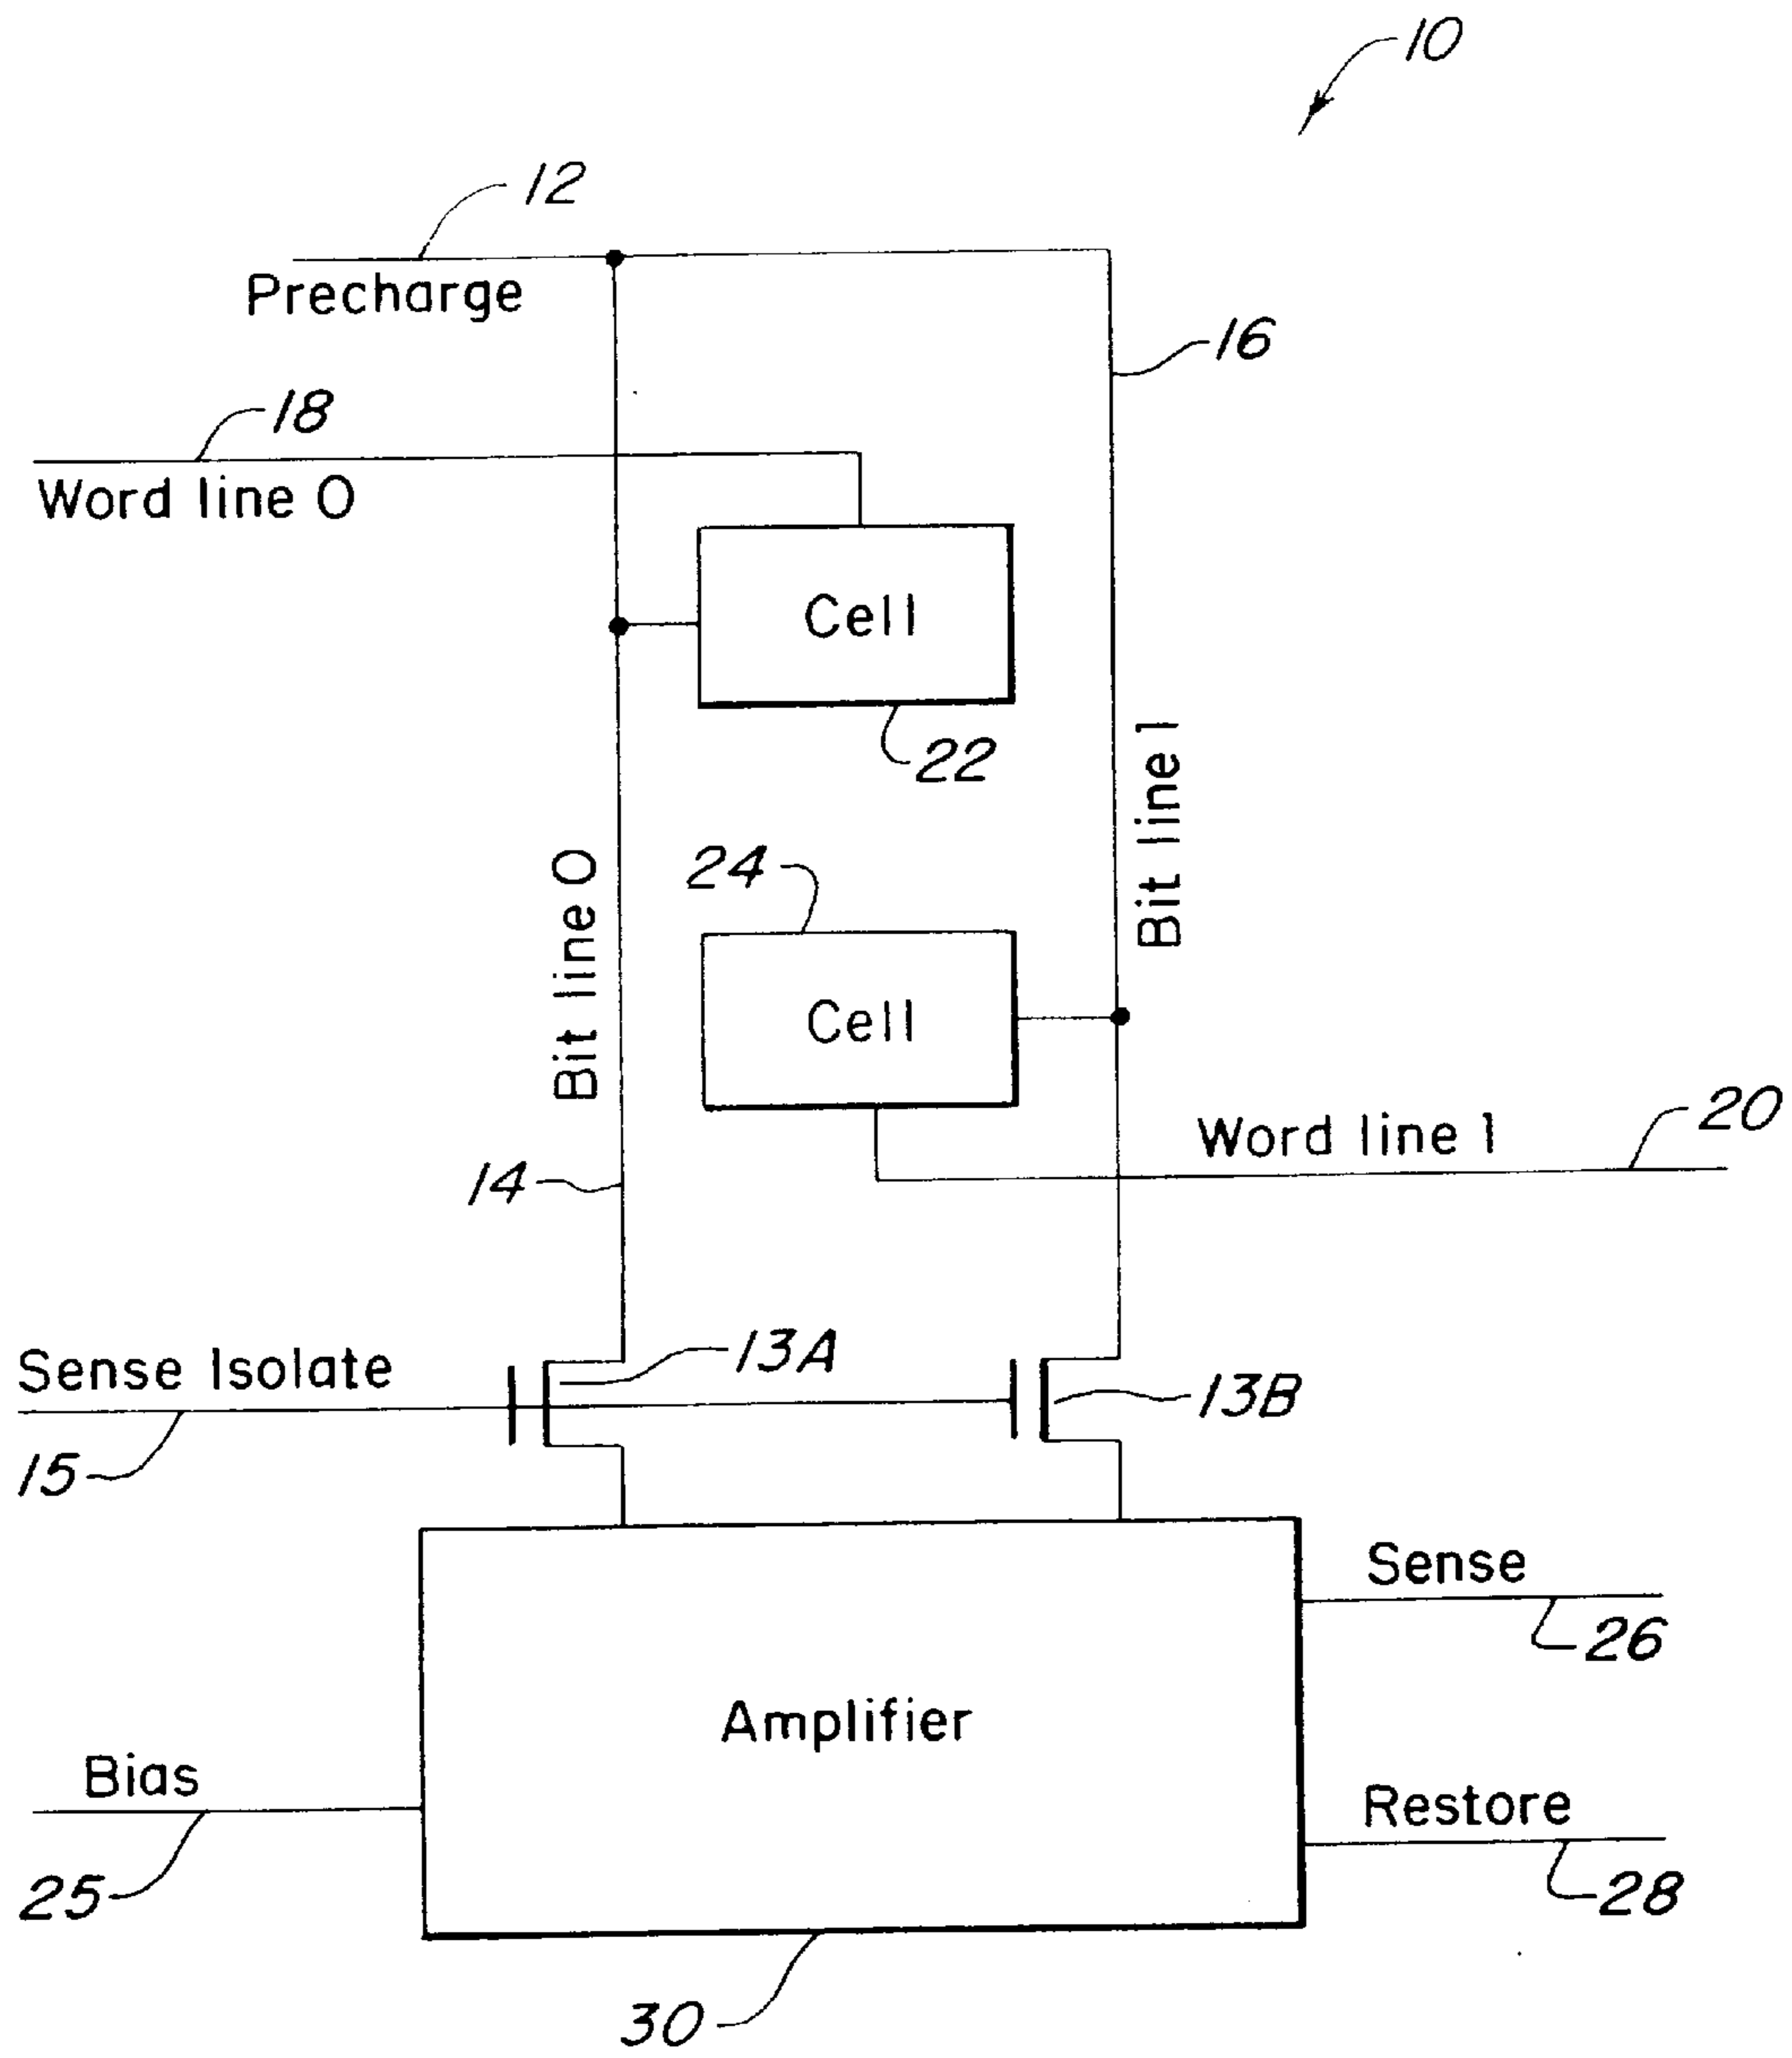 10
12
Precharge
16
18
Word line 0
Cell
22
Bit line 1
24
Bit line 0
Cell
Word line 1
20
14
Sense Isolate
13A
13B
15
Sense
26
Amplifier
Bias
Restore
25
28
30